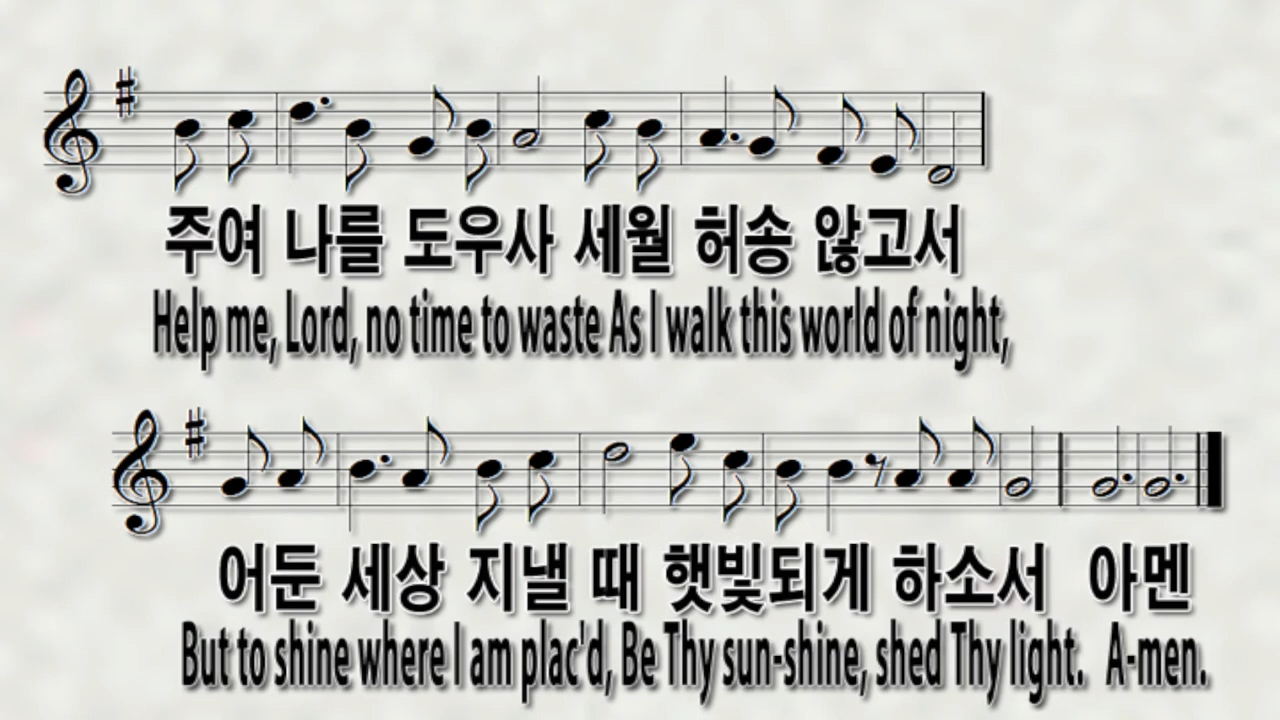 주여 나를 도우사 세월 허송 않고서
Help me, Lord, no time to waste As I walk this world of night,
어둔 세상 지낼 때 햇빛되게 하소서 아멘
But to shine where I am plac'd, Be Thy sun-shine, shed Thy light. A-men.